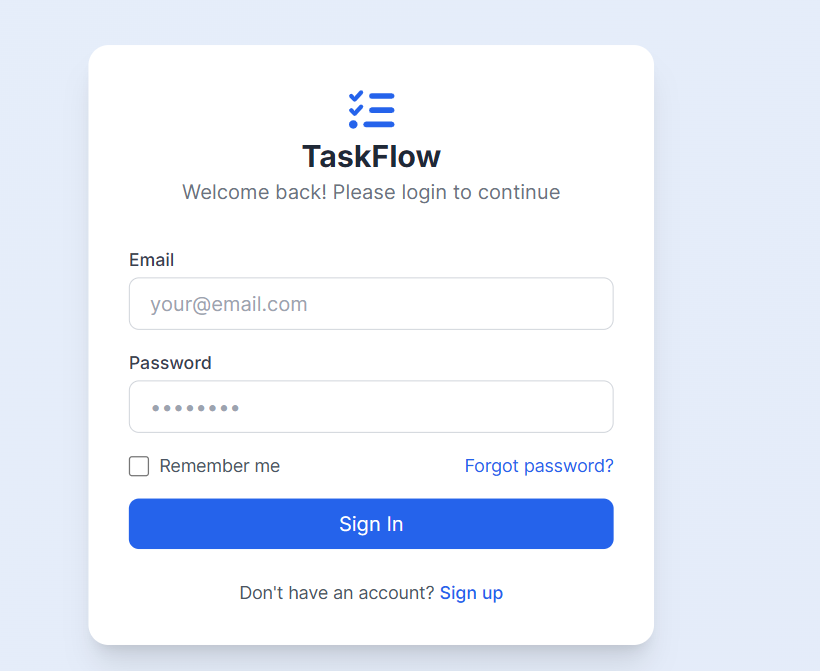 TaskFlow
Welcome back! Please login to continue
Email
your@email.com
Password
••••••••
Remember me Forgot password?
Sign In
Don't have an account? Sign up